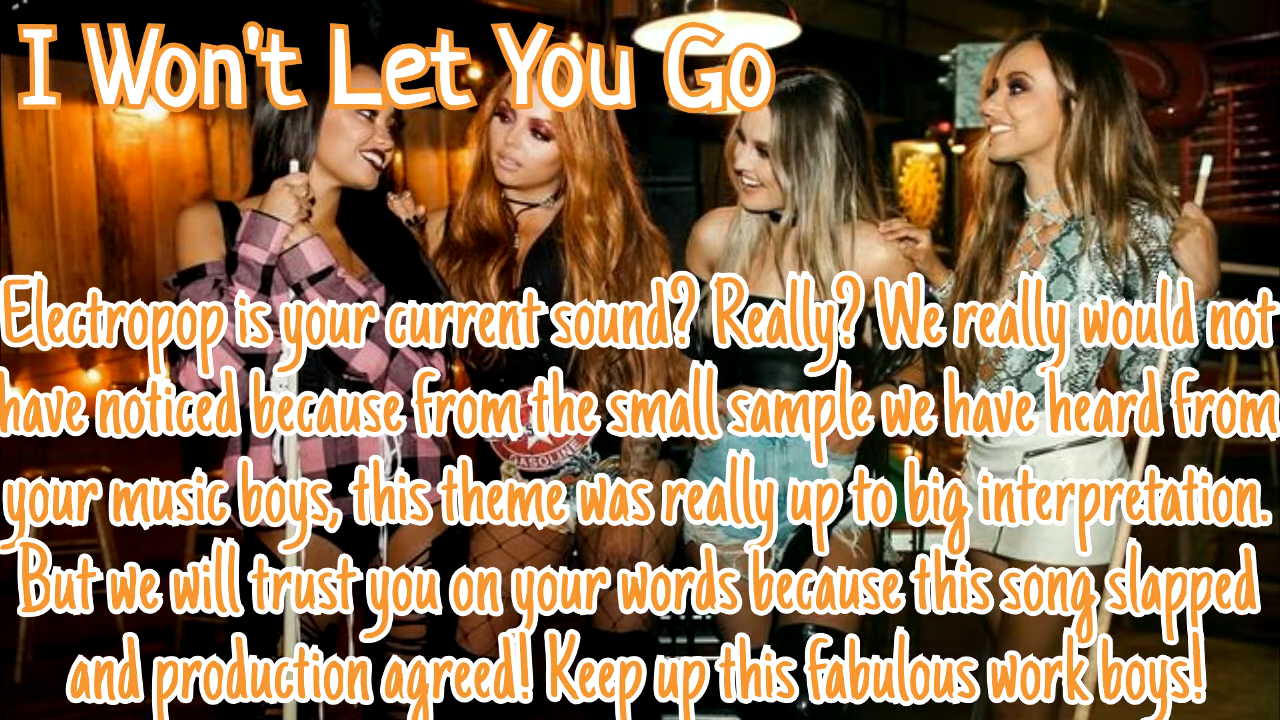 I Won't Let You Go
Electropop is your current sound? Really? We really would not
have noticed because from the small sample we have heard from
your music boys, this theme was really up to big interpretation.
But we will trust you on your words because this song slapped
and production agreed! Keep up this fabulous work boys!
GASOLINE